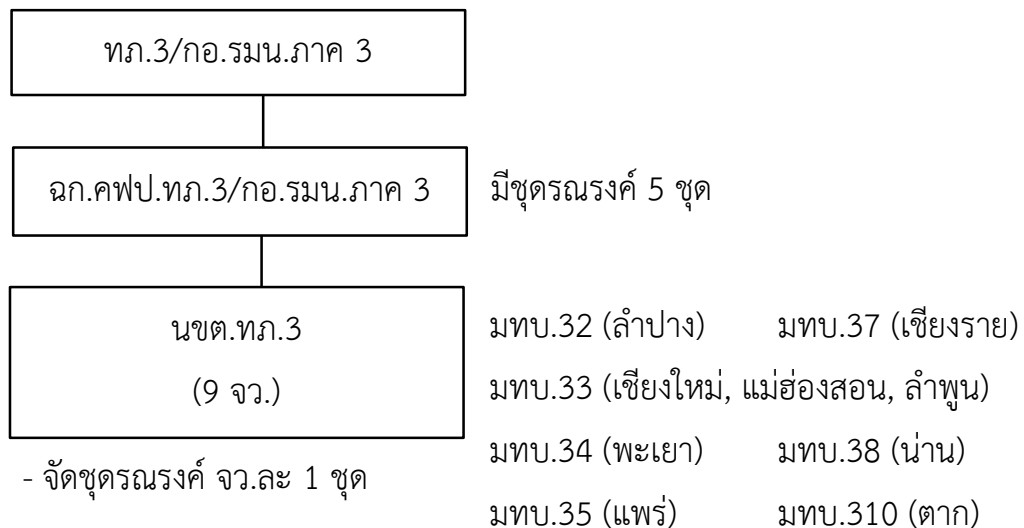 ทภ.3/กอ.รมน.ภาค 3
ฉก.คฟป.ทภ.3/กอ.รมน.ภาค 3
มีชุดรณรงค์ 5 ชุด
นขต.ทภ.3
(9 จว.)
- จัดชุดรณรงค์ จว.ละ 1 ชุด
มทบ.32 (ลำปาง) มทบ.37 (เชียงราย)
มทบ.33 (เชียงใหม่, แม่ฮ่องสอน, ลำพูน)
มทบ.34 (พะเยา) มทบ.38 (น่าน)
มทบ.35 (แพร่) มทบ.310 (ตาก)